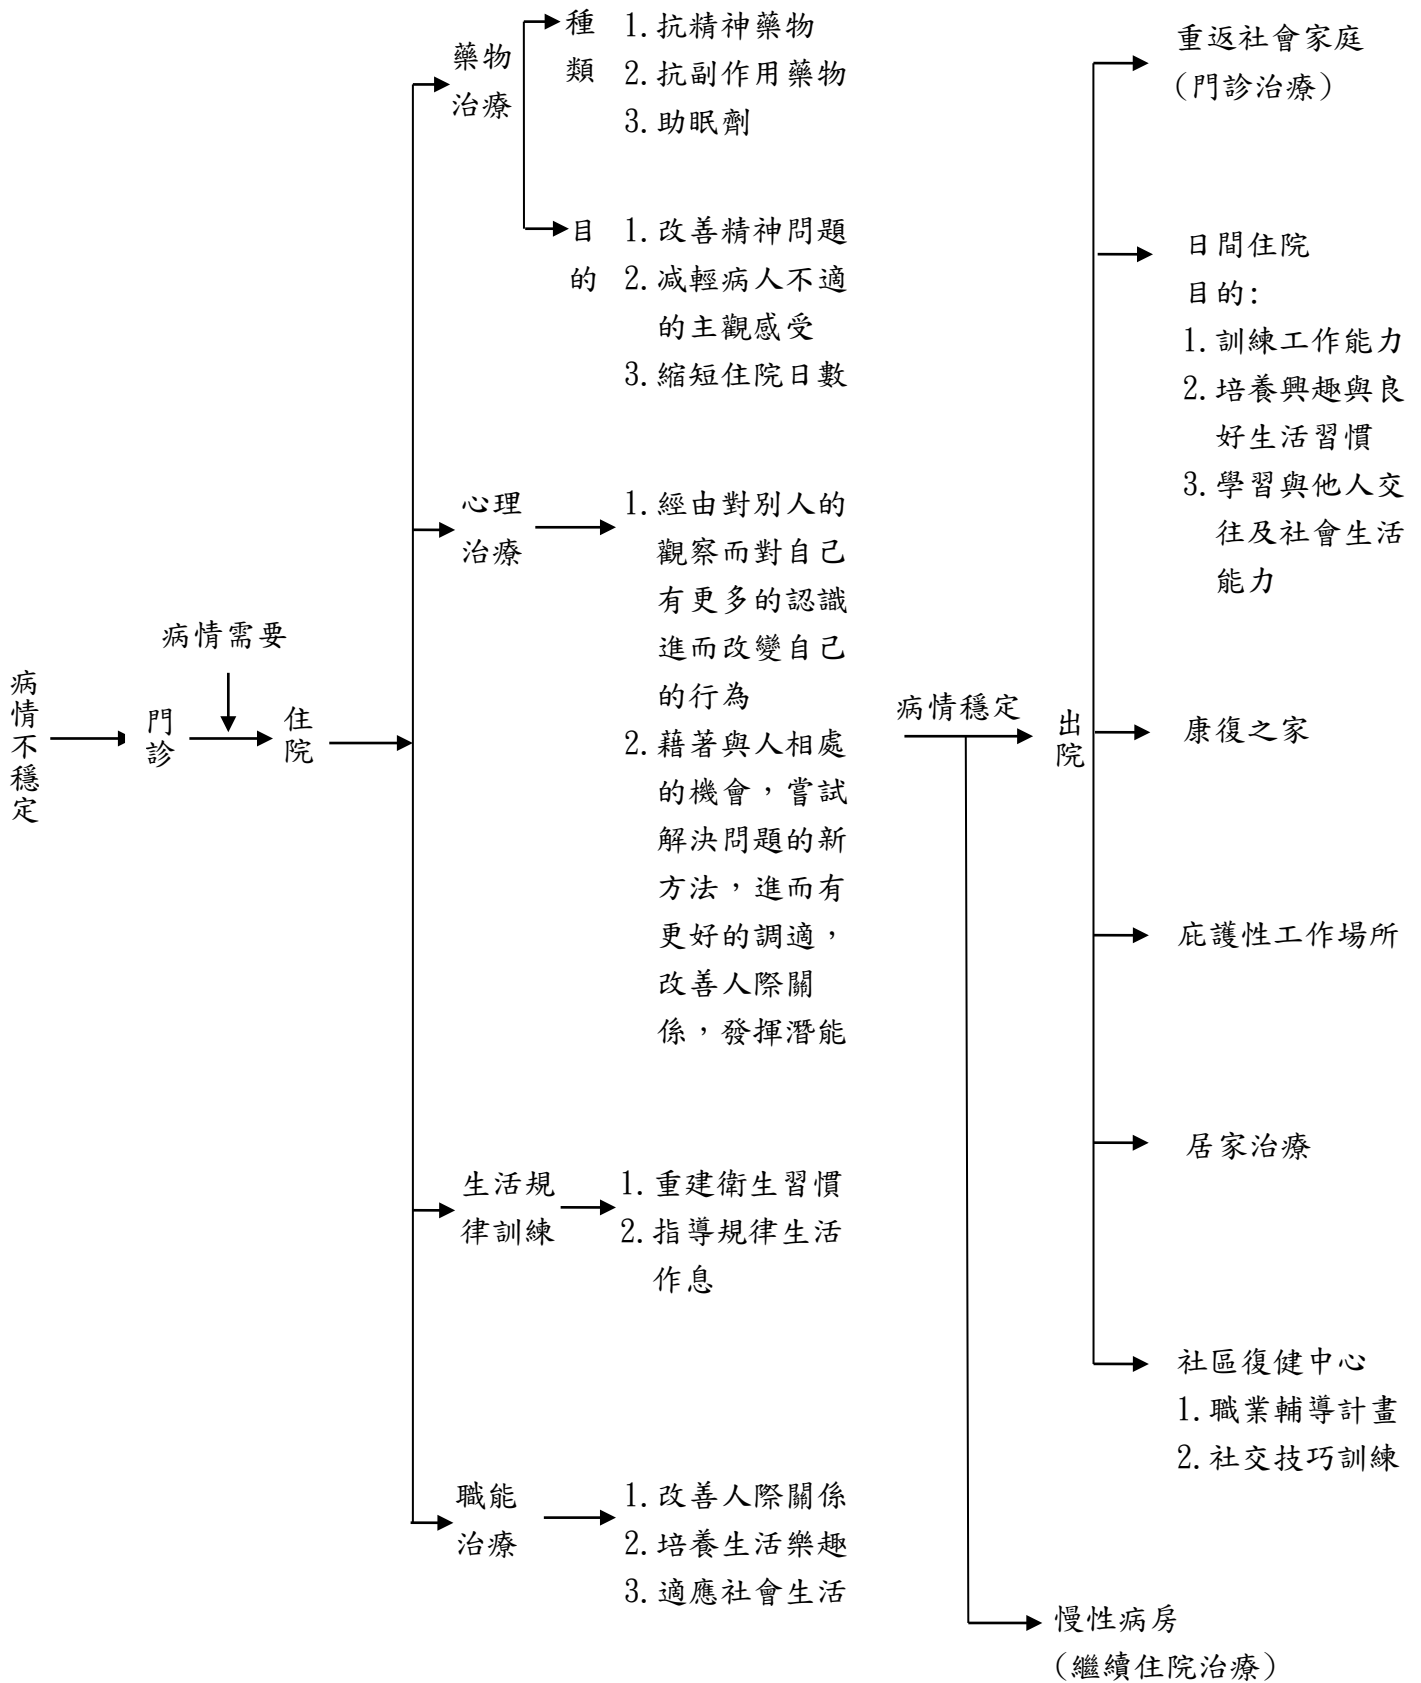 病情不穩定
門診
病情需要
住院
藥物
治療
種類
1.抗精神藥物
2.抗副作用藥物
3.助眠劑
目的
1.改善精神問題
2.減輕病人不適
的主觀感受
3.縮短住院日數
心理
治療
1.經由對別人的
觀察而對自己
有更多的認識
進而改變自己
的行為
2.藉著與人相處
的機會，嘗試
解決問題的新
方法，進而有
更好的調適，
改善人際關
係，發揮潛能
生活規
律訓練
1.重建衛生習慣
2.指導規律生活
作息
職能
治療
1.改善人際關係
2.培養生活樂趣
3.適應社會生活
病情穩定
出院
重返社會家庭
(門診治療)
日間住院
目的:
1.訓練工作能力
2.培養興趣與良
好生活習慣
3.學習與他人交
往及社會生活
能力
康復之家
庇護性工作場所
居家治療
社區復健中心
1.職業輔導計畫
2.社交技巧訓練
慢性病房
(繼續住院治療)